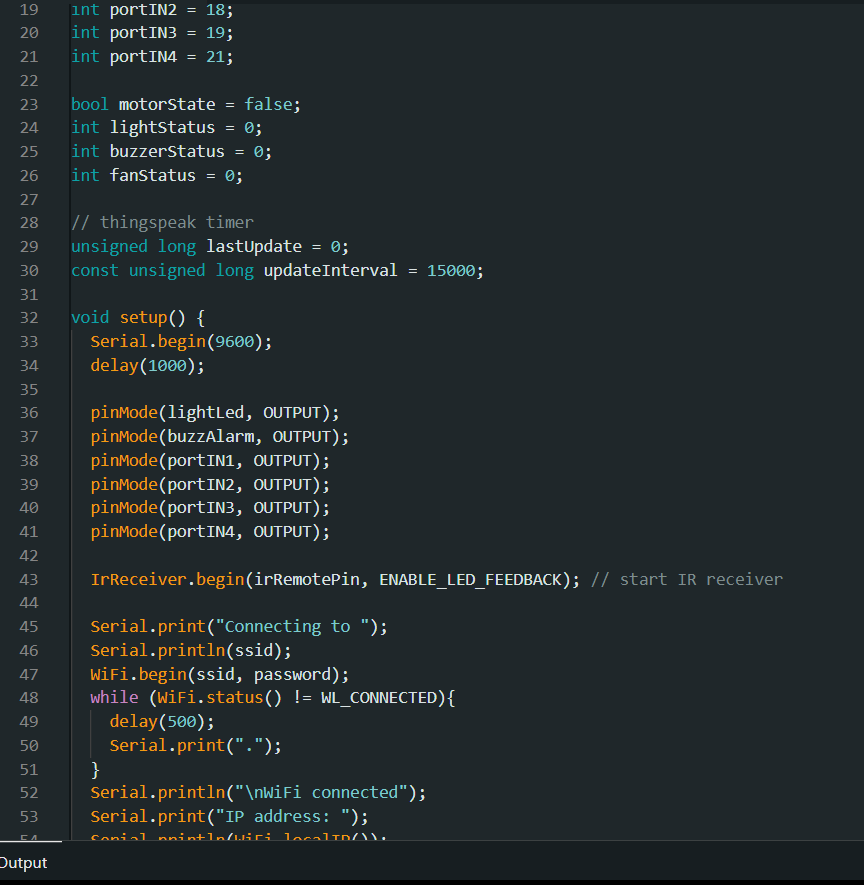 19 int portIN2 = 18;
20 int portIN3 = 19;
21 int portIN4 = 21;
22
23 bool motorState = false;
24 int lightStatus = 0;
25 int buzzerStatus = 0;
26 int fanStatus = 0;
27
28 // thingspeak timer
29 unsigned long lastUpdate = 0;
30 const unsigned long updateInterval = 15000;
31
32 void setup() {
33   Serial.begin(9600);
34   delay(1000);
35
36   pinMode(lightLed, OUTPUT);
37   pinMode(buzzAlarm, OUTPUT);
38   pinMode(portIN1, OUTPUT);
39   pinMode(portIN2, OUTPUT);
40   pinMode(portIN3, OUTPUT);
41   pinMode(portIN4, OUTPUT);
42
43   IrReceiver.begin(irRemotePin, ENABLE_LED_FEEDBACK); // start IR receiver
44
45   Serial.print("Connecting to ");
46   Serial.println(ssid);
47   WiFi.begin(ssid, password);
48   while (WiFi.status() != WL_CONNECTED){
49     delay(500);
50     Serial.print(".");
51   }
52   Serial.println("\nWiFi connected");
53   Serial.print("IP address: ");
54   Serial.println(WiFi.localIP());
Output